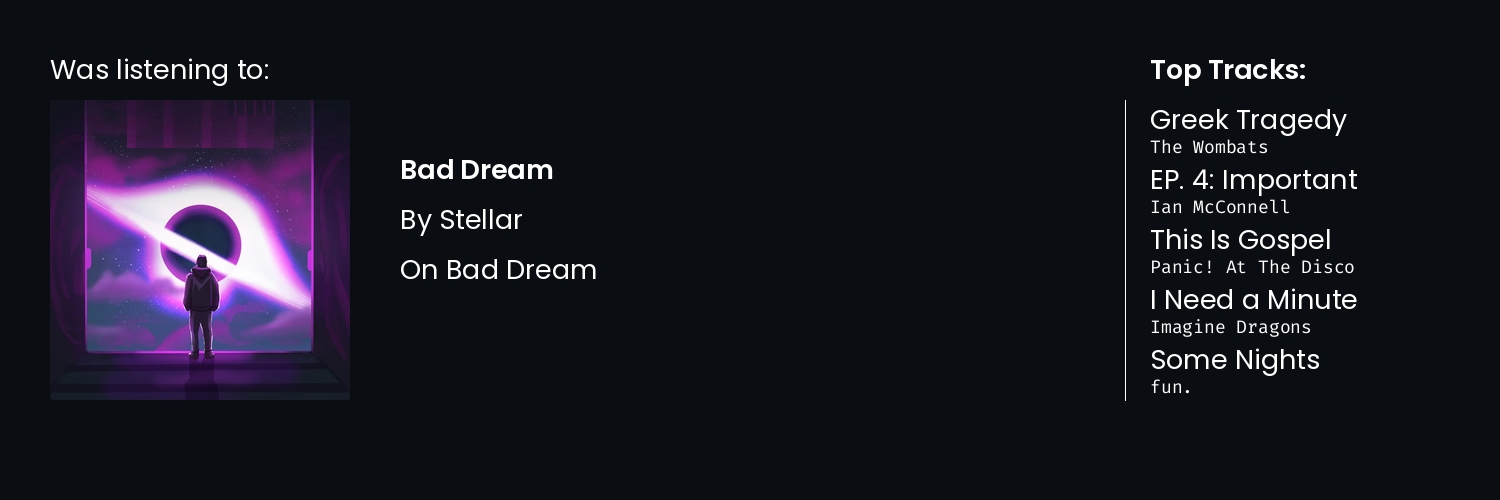 Was listening to:
Bad Dream
By Stellar
On Bad Dream
Top Tracks:
Greek Tragedy
The Wombats
EP. 4: Important
Ian McConnell
This Is Gospel
Panic! At The Disco
I Need a Minute
Imagine Dragons
Some Nights
fun.